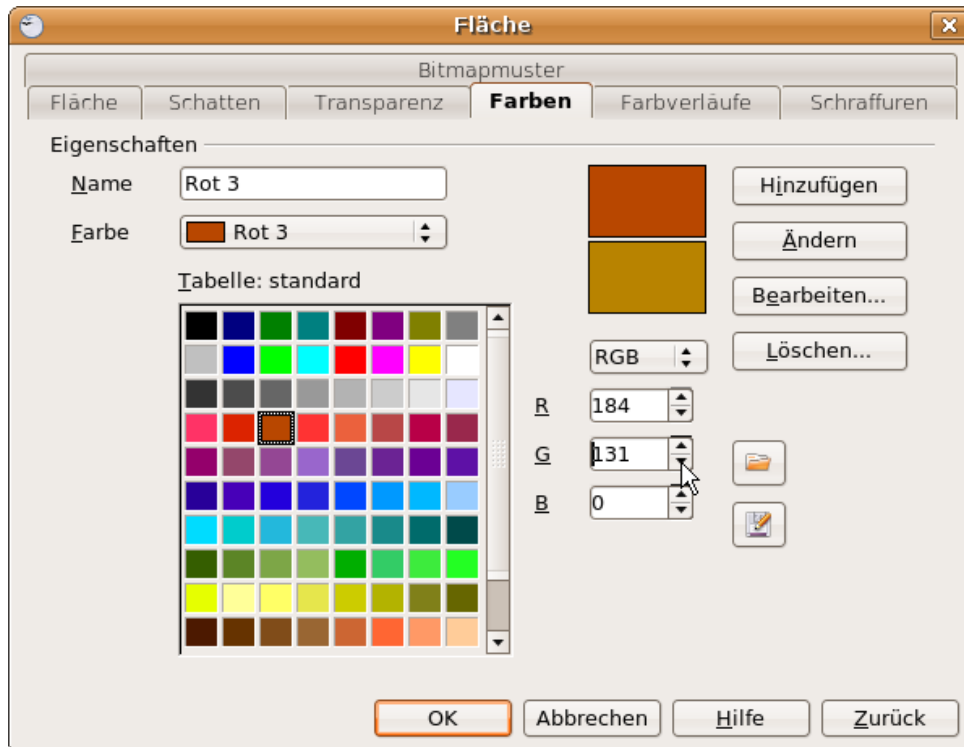 Fläche
Bitmapmuster
Fläche Schatten Transparenz Farben Farbverläufe Schraffuren
Eigenschaften
Name Rot 3 Hinzufügen
Farbe Rot 3 Ändern
Tabelle: standard
Bearbeiten...
RGB Löschen...
R 184
G 131
B 0
OK Abbrechen Hilfe Zurück